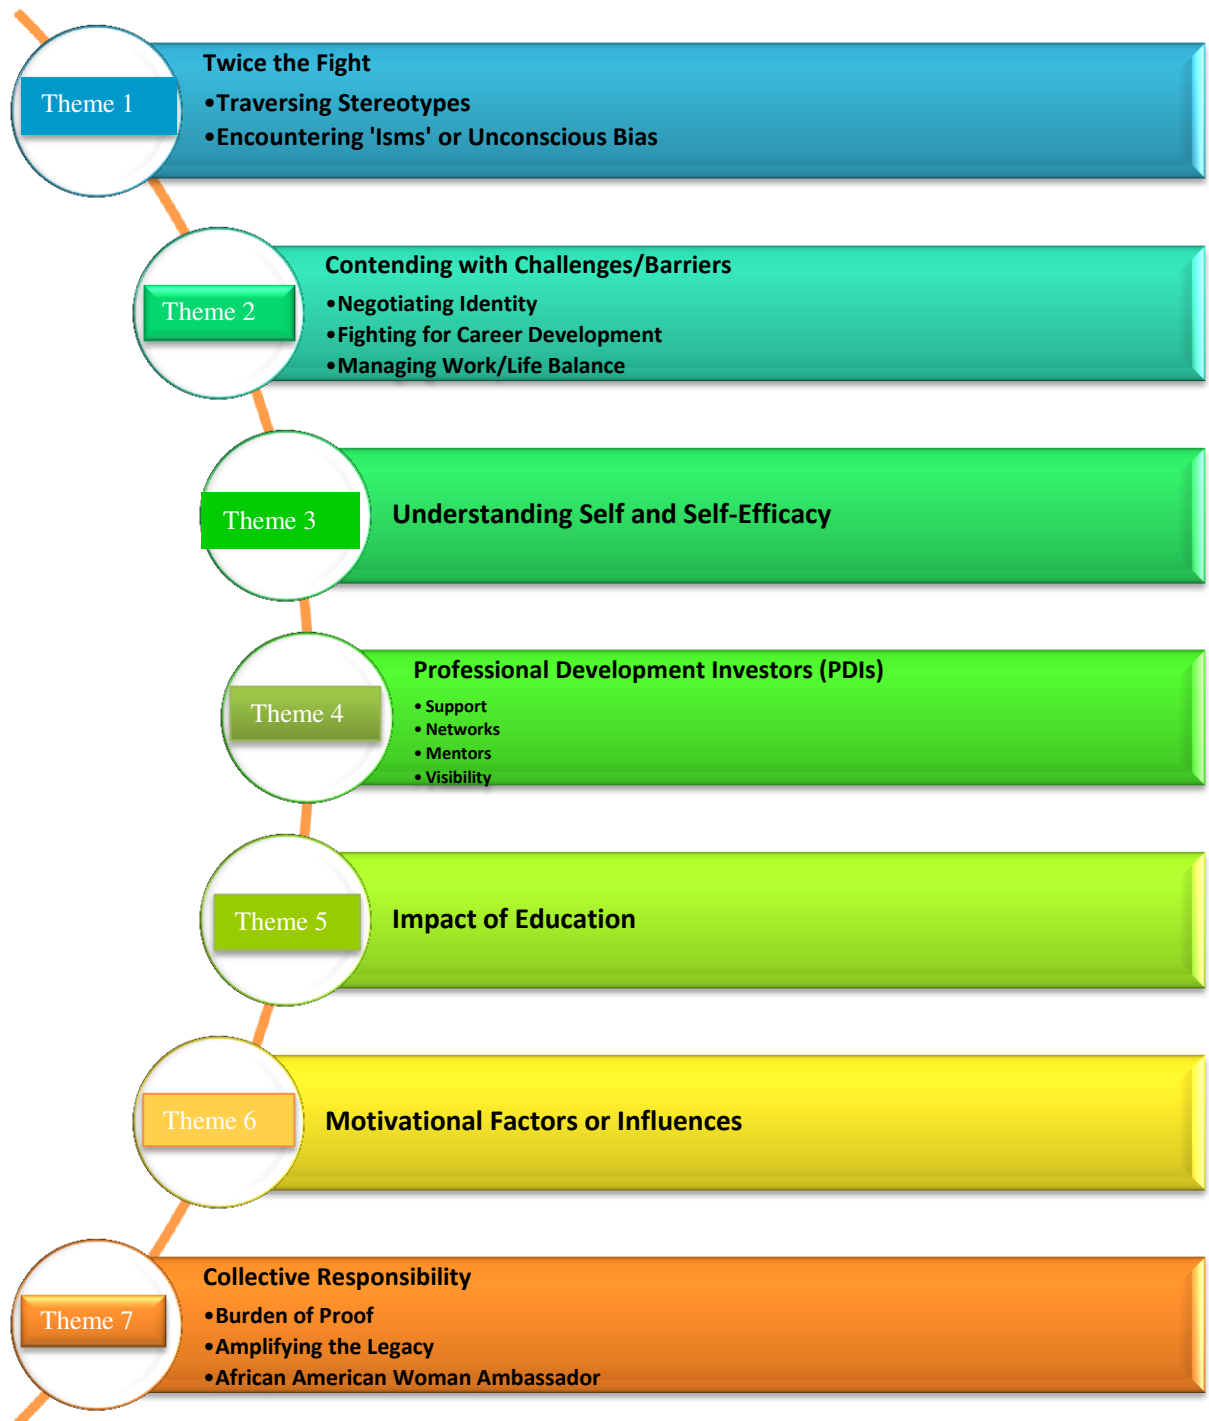 Theme 1
Twice the Fight
•Traversing Stereotypes
•Encountering 'Isms' or Unconscious Bias
Theme 2
Contending with Challenges/Barriers
•Negotiating Identity
•Fighting for Career Development
•Managing Work/Life Balance
Theme 3
Understanding Self and Self-Efficacy
Theme 4
Professional Development Investors (PDIs)
• Support
• Networks
• Mentors
• Visibility
Theme 5
Impact of Education
Theme 6
Motivational Factors or Influences
Theme 7
Collective Responsibility
•Burden of Proof
•Amplifying the Legacy
•African American Woman Ambassador